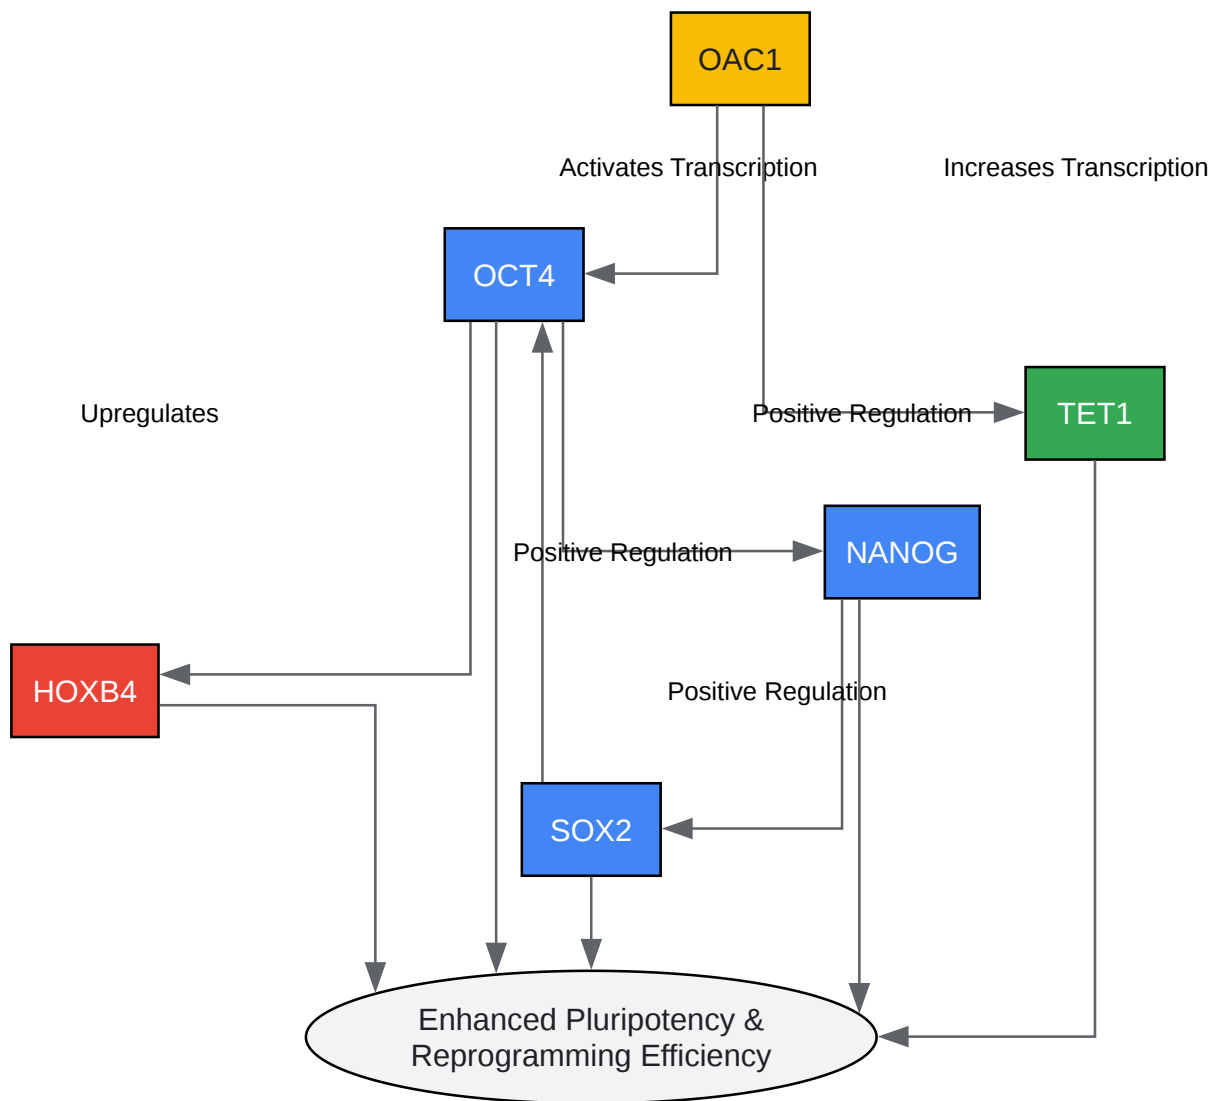 OAC1
Activates Transcription
Increases Transcription
OCT4
Upregulates
Positive Regulation
TET1
Positive Regulation
NANOG
HOXB4
Positive Regulation
SOX2
Enhanced Pluripotency &
Reprogramming Efficiency